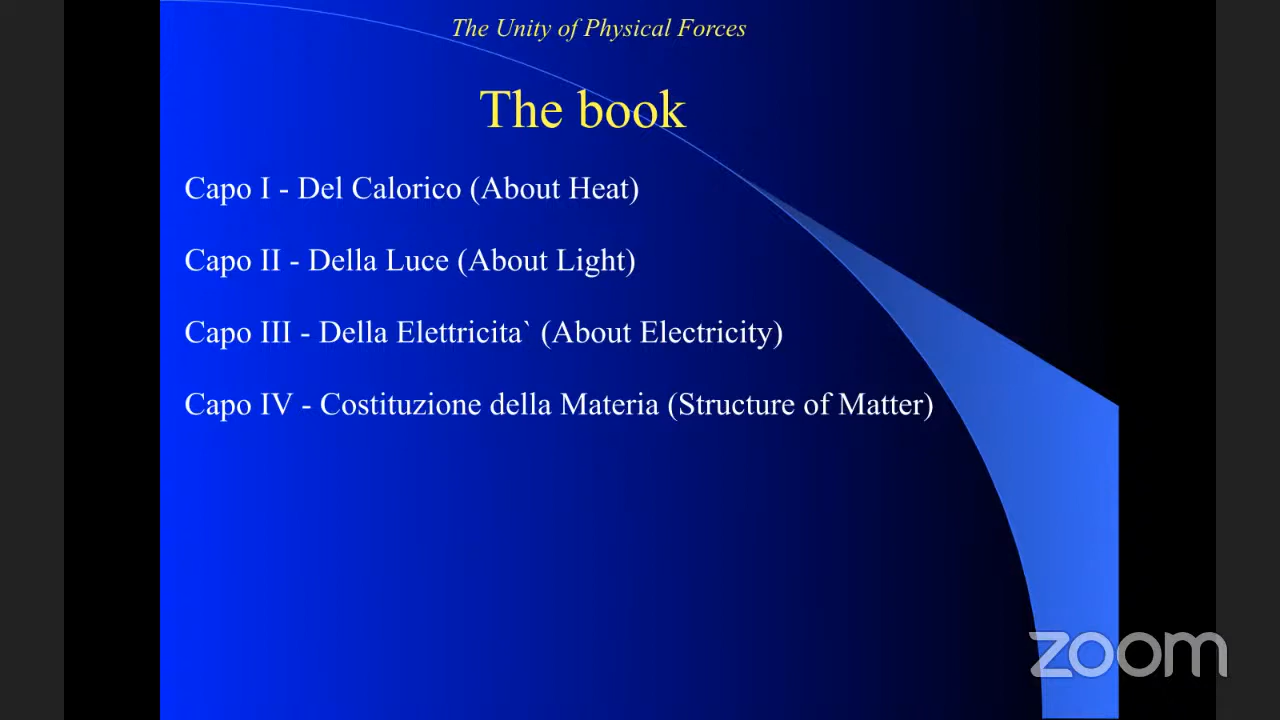 The Unity of Physical Forces
The book
Capo I - Del Calorico (About Heat)
Capo II - Della Luce (About Light)
Capo III - Della Elettricita` (About Electricity)
Capo IV - Costituzione della Materia (Structure of Matter)
zoom